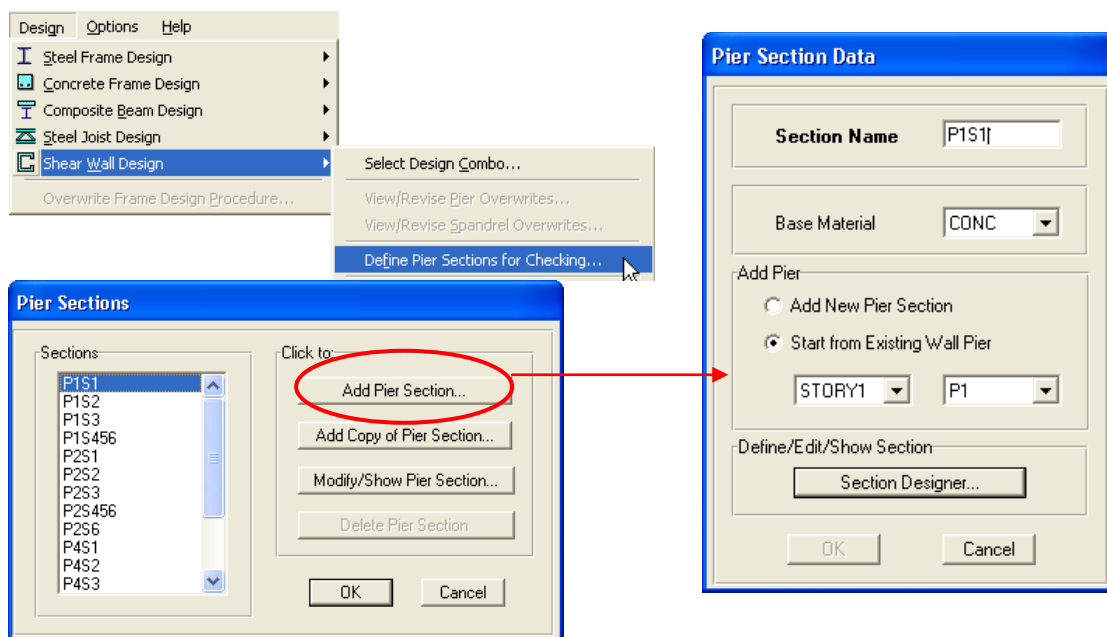 Design Options Help
Steel Frame Design
Concrete Frame Design
Composite Beam Design
Steel Joist Design
Shear Wall Design
Overwrite Frame Design Procedure...
Select Design Combo...
View/Revise Pier Overwrites...
View/Revise Spandrel Overwrites...
Define Pier Sections for Checking...
Pier Sections
Sections
P1S1
P1S2
P1S3
P1S456
P2S1
P2S2
P2S3
P2S456
P2S6
P4S1
P4S2
P4S3
Click to:
Add Pier Section...
Add Copy of Pier Section...
Modify/Show Pier Section...
Delete Pier Section
OK Cancel
Pier Section Data
Section Name P1S1
Base Material CONC
Add Pier
Add New Pier Section
Start from Existing Wall Pier
STORY1 P1
Define/Edit/Show Section
Section Designer...
OK Cancel